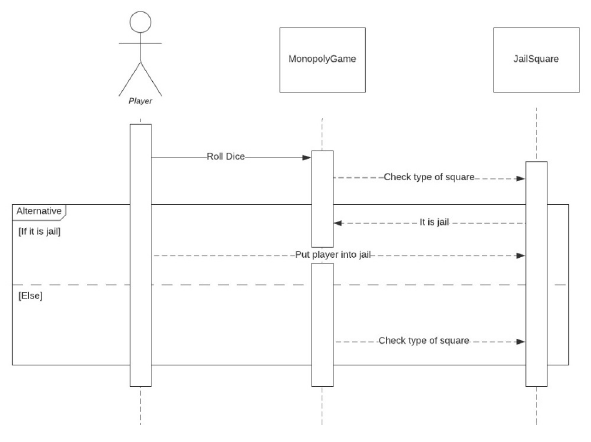 MonopolyGame
JailSquare
Player
Roll Dice
Check type of square
Alternative
It is jail
[If it is jail]
Put player into jail
[Else]
Check type of square